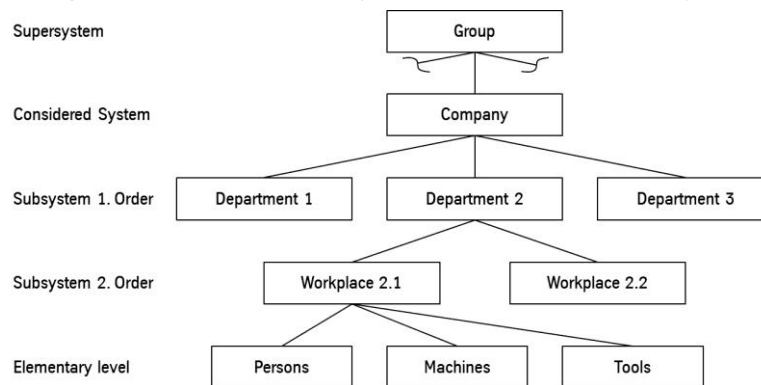 Supersystem Group
Considered System Company
Subsystem 1. Order Department 1 Department 2 Department 3
Subsystem 2. Order Workplace 2.1 Workplace 2.2
Elementary level Persons Machines Tools